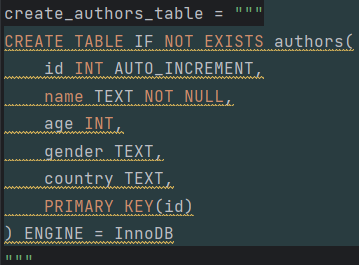 create_authors_table = """
CREATE TABLE IF NOT EXISTS authors(
    id INT AUTO_INCREMENT,
    name TEXT NOT NULL,
    age INT,
    gender TEXT,
    country TEXT,
    PRIMARY KEY(id)
) ENGINE = InnoDB
"""